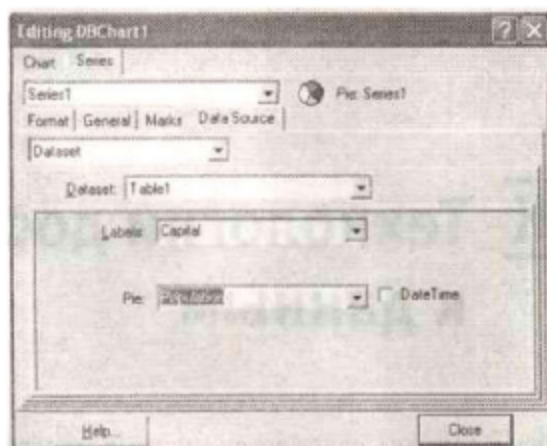 Editing DBChart1
Chart Series
Series1 Pie: Series1
Format General Marks Data Source
Dataset
Dataset: Table1
Labels: Capital
Pie: Population DateTime
Help... Close